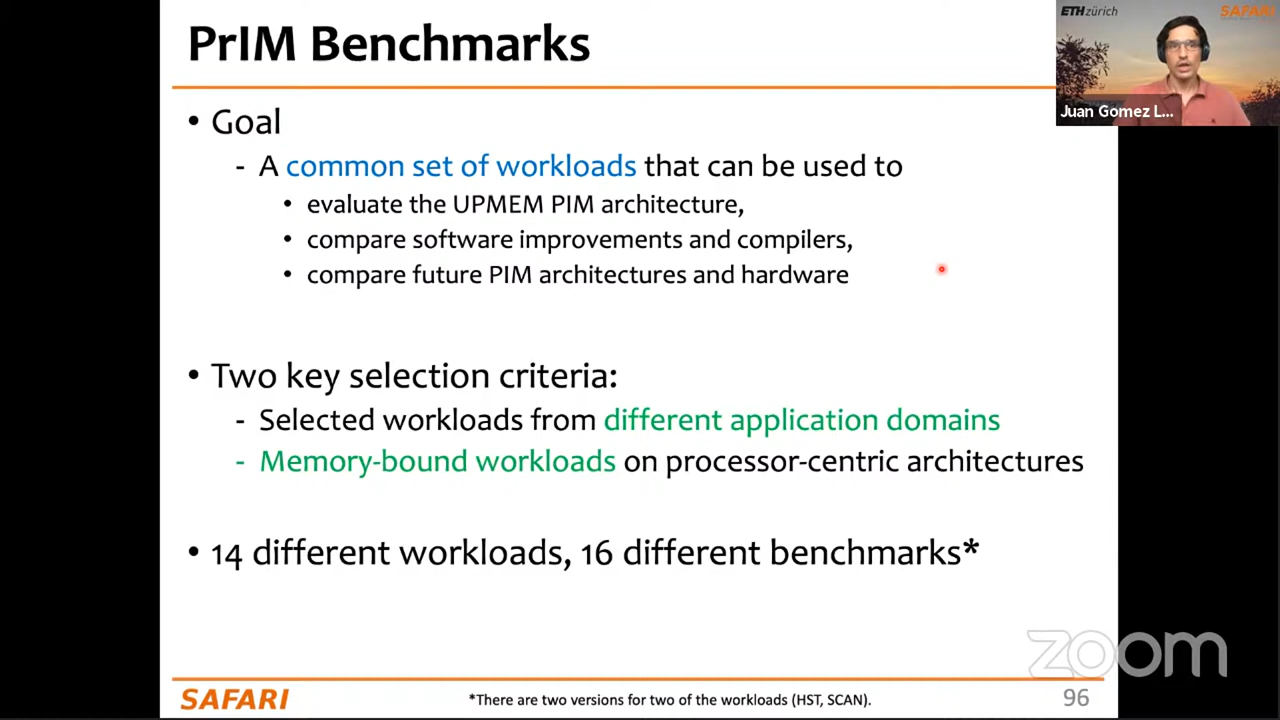 PrIM Benchmarks
• Goal
- A common set of workloads that can be used to
• evaluate the UPMEM PIM architecture,
• compare software improvements and compilers,
• compare future PIM architectures and hardware
• Two key selection criteria:
- Selected workloads from different application domains
- Memory-bound workloads on processor-centric architectures
• 14 different workloads, 16 different benchmarks*
SAFARI
*There are two versions for two of the workloads (HST, SCAN).
96
ETH zürich
SAFARI
Juan Gomez L...
zoom